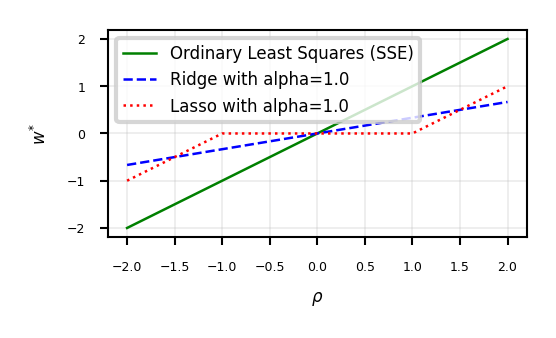 Ordinary Least Squares (SSE)
Ridge with alpha=1.0
Lasso with alpha=1.0
2
1
0
−1
−2
w*
−2.0 −1.5 −1.0 −0.5 0.0 0.5 1.0 1.5 2.0
ρ